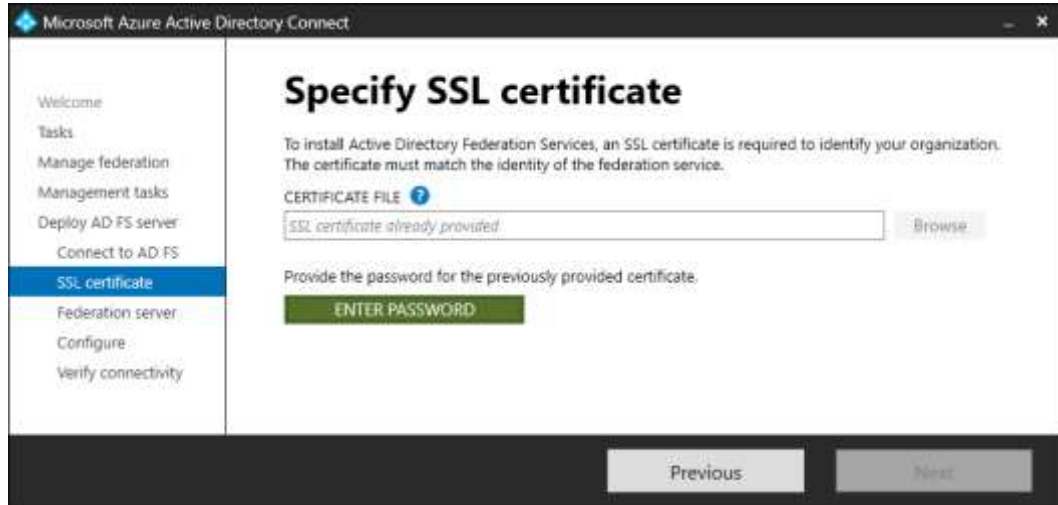 Microsoft Azure Active Directory Connect
Welcome
Tasks
Manage federation
Management tasks
Deploy AD FS server
Connect to AD FS
SSL certificate
Federation server
Configure
Verify connectivity
Specify SSL certificate
To install Active Directory Federation Services, an SSL certificate is required to identify your organization.
The certificate must match the identity of the federation service.
CERTIFICATE FILE ?
SSL certificate already provided
Browse
Provide the password for the previously provided certificate.
ENTER PASSWORD
Previous
Next